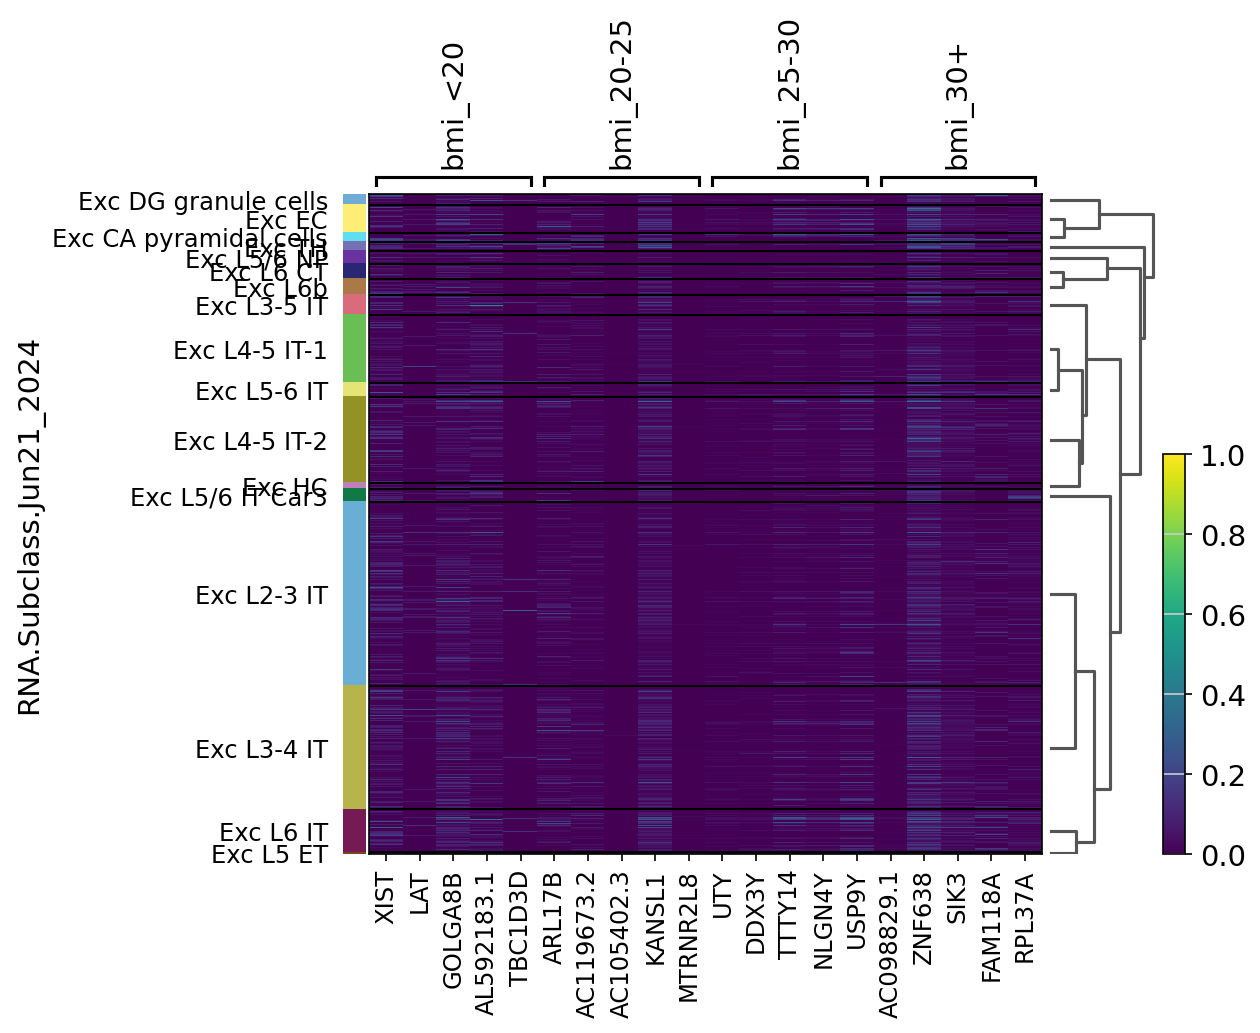 bmi_<20
bmi_20-25
bmi_25-30
bmi_30+
RNA.Subclass.Jun21_2024
Exc DG granule cells
Exc EC
Exc CA pyramidal cells
Exc L5/6 NP
Exc L6 CT
Exc L6b
Exc L3-5 IT
Exc L4-5 IT-1
Exc L5-6 IT
Exc L4-5 IT-2
Exc HC
Exc L5/6 IT Car3
Exc L2-3 IT
Exc L3-4 IT
Exc L6 IT
Exc L5 ET
1.0
0.8
0.6
0.4
0.2
0.0
XIST
LAT
GOLGA8B
AL592183.1
TBC1D3D
ARL17B
AC119673.2
AC105402.3
KANSL1
MTRNR2L8
UTY
DDX3Y
TTTY14
NLGN4Y
USP9Y
AC098829.1
ZNF638
SIK3
FAM118A
RPL37A